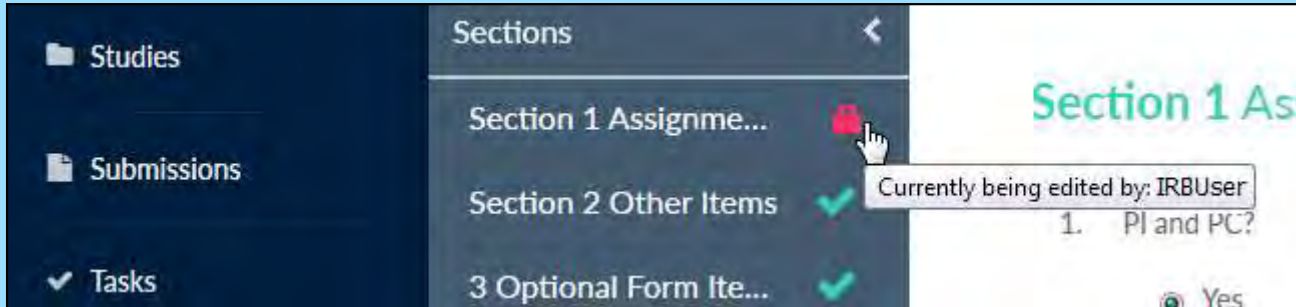 Studies
Submissions
Tasks
Sections
Section 1 Assignme...
Section 2 Other Items
3 Optional Form Ite...
Section 1 As
Currently being edited by: IRBUser
1. PI and PC?
Yes